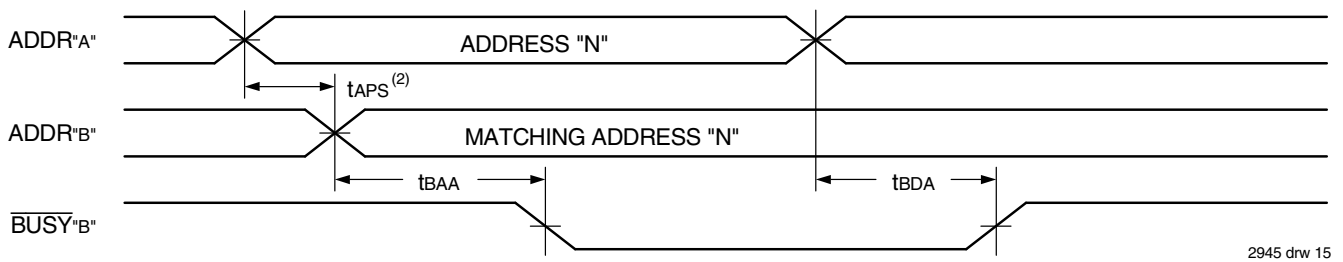 ADDR"A"
ADDRESS "N"
tAPS(2)
ADDR"B"
MATCHING ADDRESS "N"
tBAA
tBDA
BUSY"B"
2945 drw 15